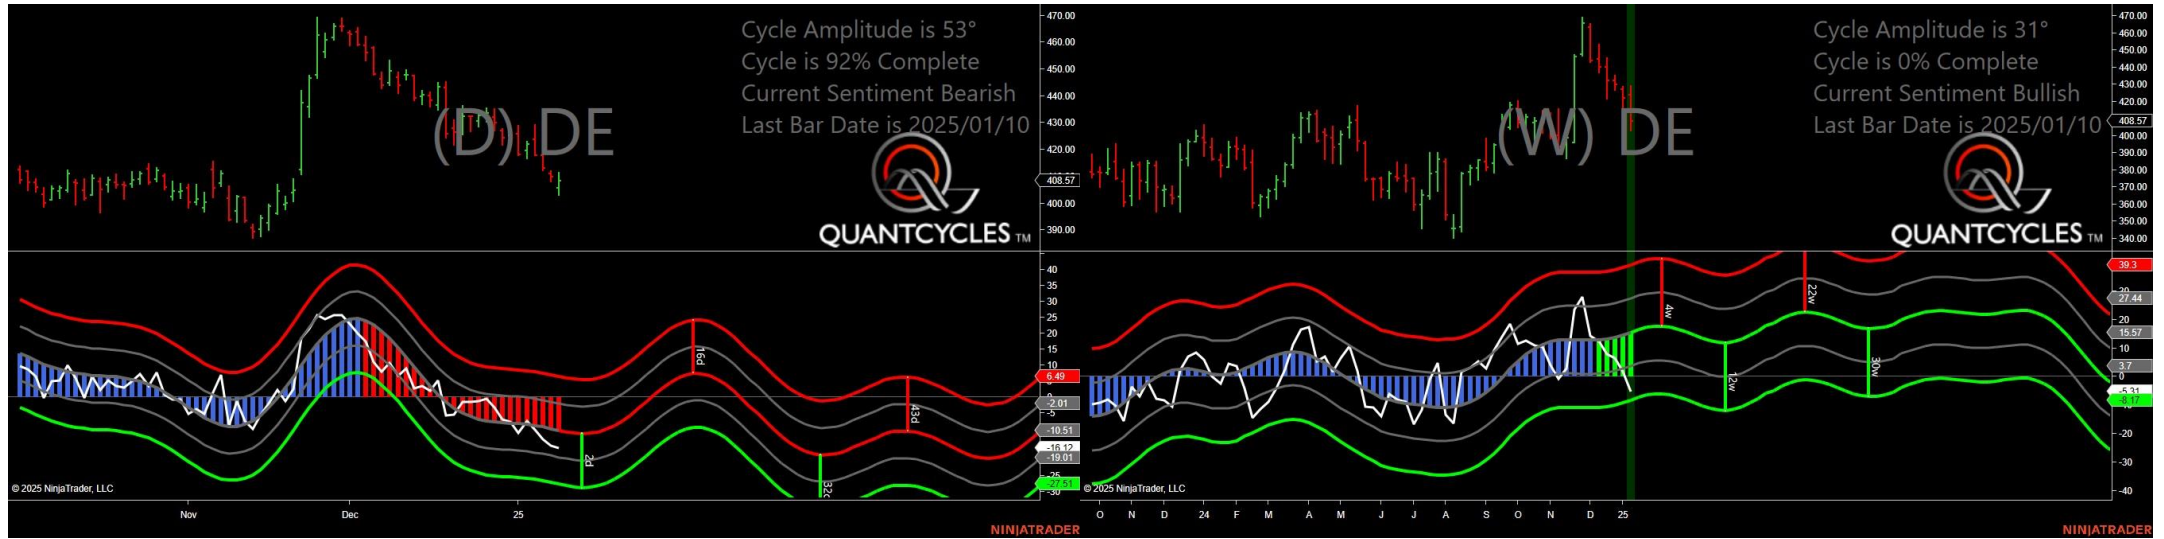 Cycle Amplitude is 53°
Cycle is 92% Complete
Current Sentiment Bearish
Last Bar Date is 2025/01/10
(D) DE
QUANTCYCLES TM
470.00
460.00
450.00
440.00
430.00
420.00
408.57
400.00
390.00
40
35
30
25
20
15
10
6.49
-2.01
-5
-10.51
-16.12
-19.01
-25
-27.51
-30
16d
2d
43d
© 2025 NinjaTrader, LLC
Nov
Dec
25
NINJATRADER
Cycle Amplitude is 31°
Cycle is 0% Complete
Current Sentiment Bullish
Last Bar Date is 2025/01/10
(W) DE
QUANTCYCLES TM
470.00
460.00
450.00
440.00
430.00
420.00
408.57
400.00
390.00
380.00
370.00
360.00
350.00
340.00
39.3
27.44
20
15.57
10
3.7
0
-5.31
-8.17
-20
-30
-40
4w
22w
12w
30w
© 2025 NinjaTrader, LLC
O N D 24 F M A M J J A S O N D 25
NINJATRADER